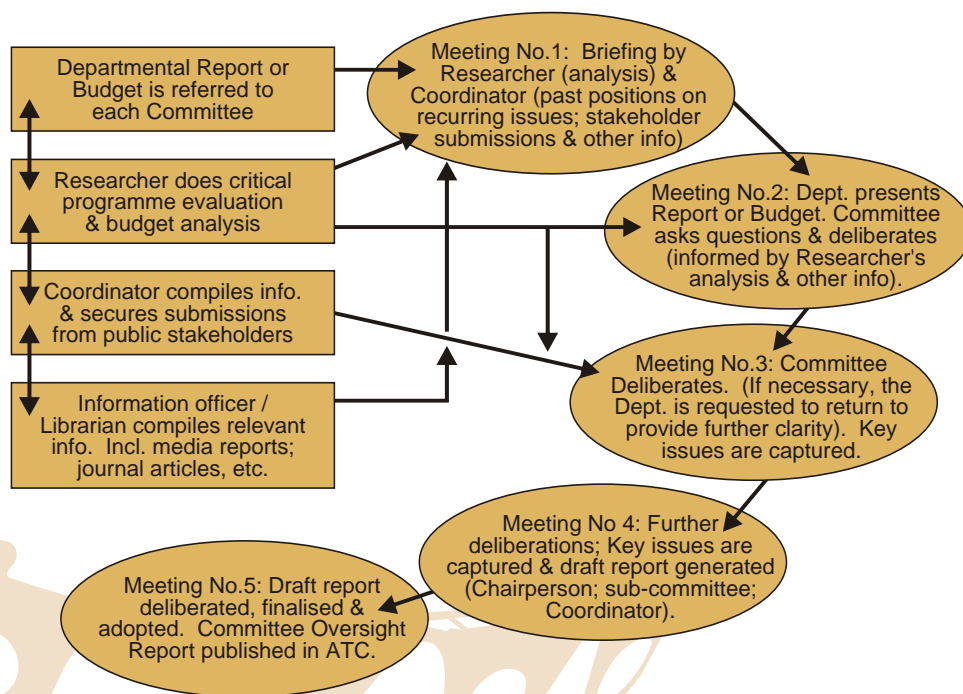 Departmental Report or
Budget is referred to
each Committee
Researcher does critical
programme evaluation
& budget analysis
Coordinator compiles info.
& secures submissions
from public stakeholders
Information officer /
Librarian compiles relevant
info.  Incl. media reports;
journal articles, etc.
Meeting No.1:  Briefing by
Researcher (analysis) &
Coordinator (past positions on
recurring issues; stakeholder
submissions & other info)
Meeting No.2: Dept. presents
Report or Budget. Committee
asks questions & deliberates
(informed by Researcher's
analysis & other info).
Meeting No.3: Committee
Deliberates.  (If necessary, the
Dept. is requested to return to
provide further clarity).  Key
issues are captured.
Meeting No 4: Further
deliberations; Key issues are
captured & draft report generated
(Chairperson; sub-committee;
Coordinator).
Meeting No.5: Draft report
deliberated, finalised &
adopted.  Committee Oversight
Report published in ATC.